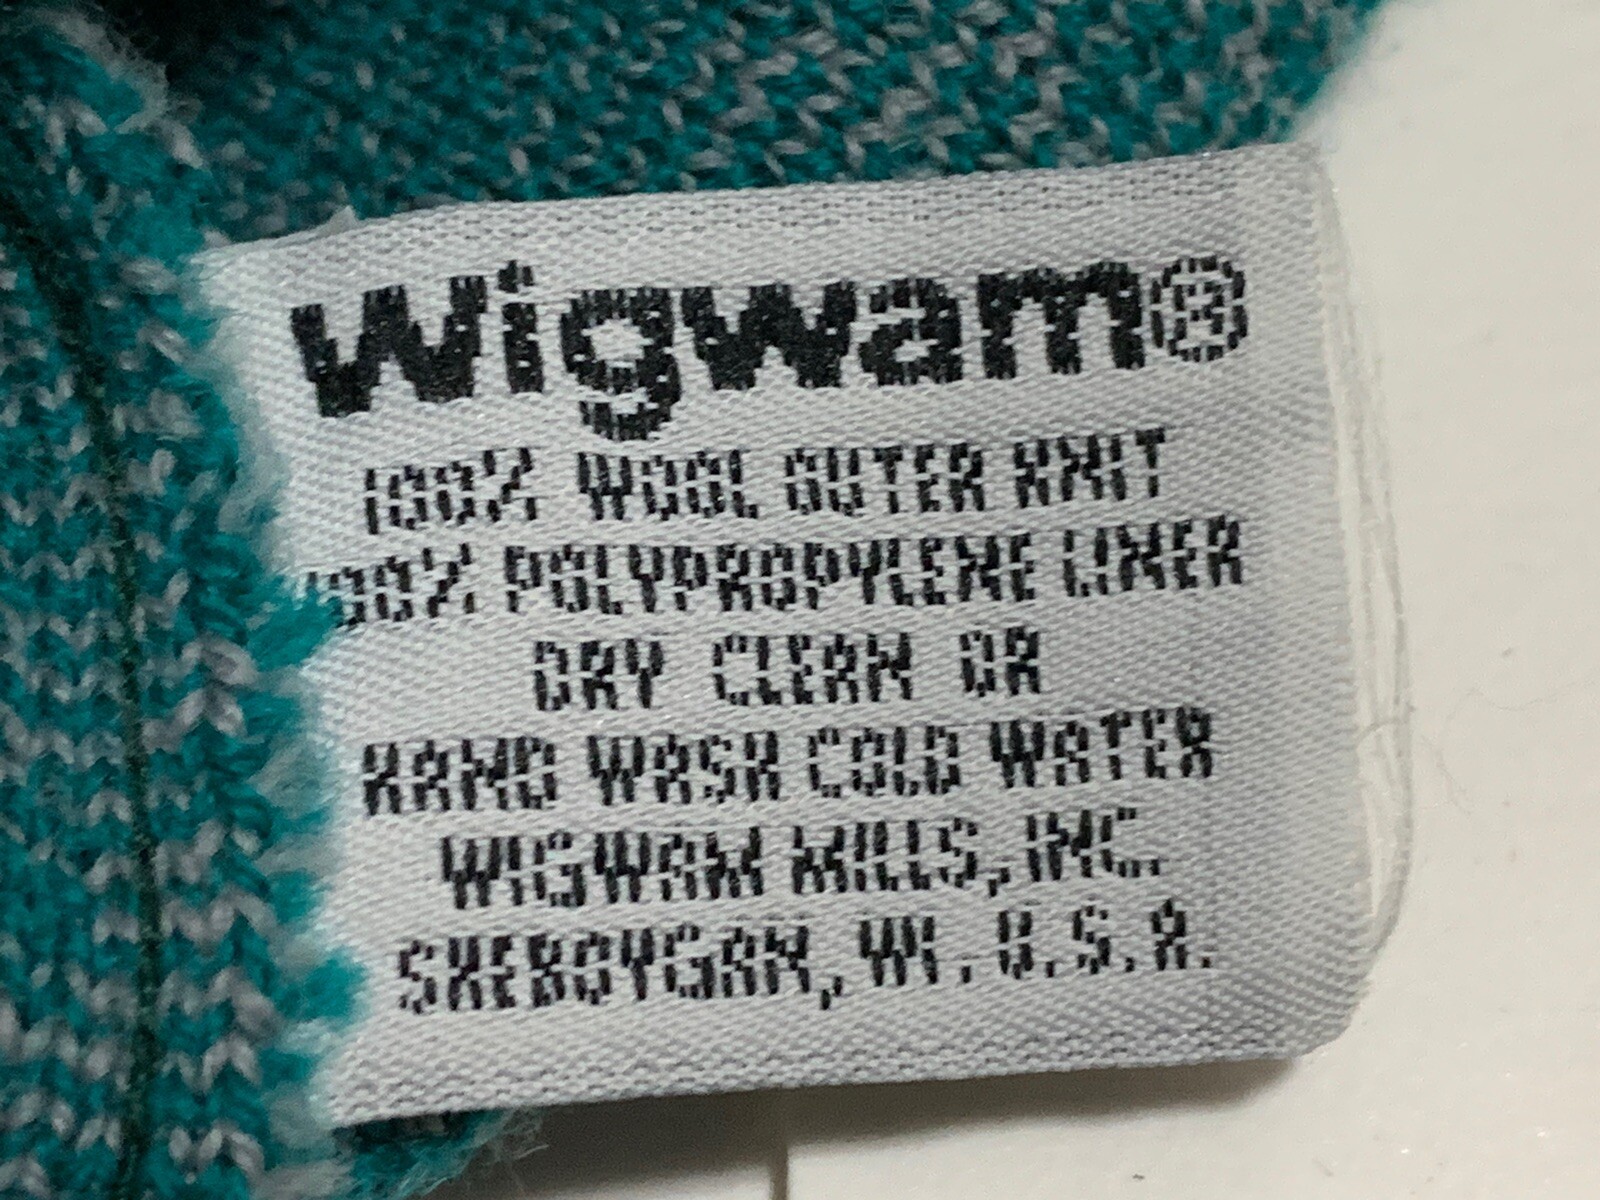 Wigwam®
100% WOOL OUTER KNIT
100% POLYPROPYLENE LINER
DRY CLEAN OR
HAND WASH COLD WATER
WIGWAM MILLS, INC.
SHEBOYGAN, WI. U.S.A.